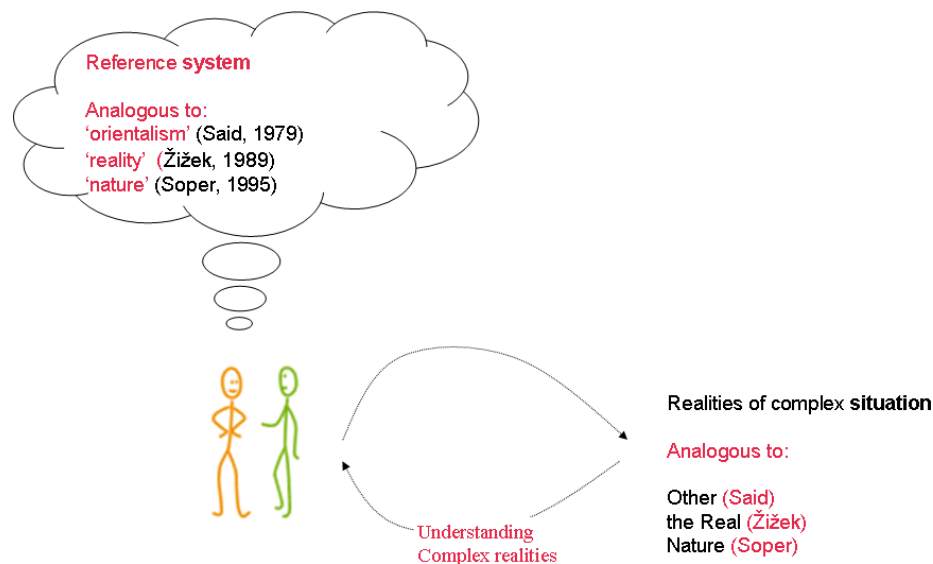 Reference system
Analogous to:
‘orientalism’ (Said, 1979)
‘reality’ (Žižek, 1989)
‘nature’ (Soper, 1995)
Realities of complex situation
Analogous to:
Other (Said)
the Real (Žižek)
Nature (Soper)
Understanding
Complex realities